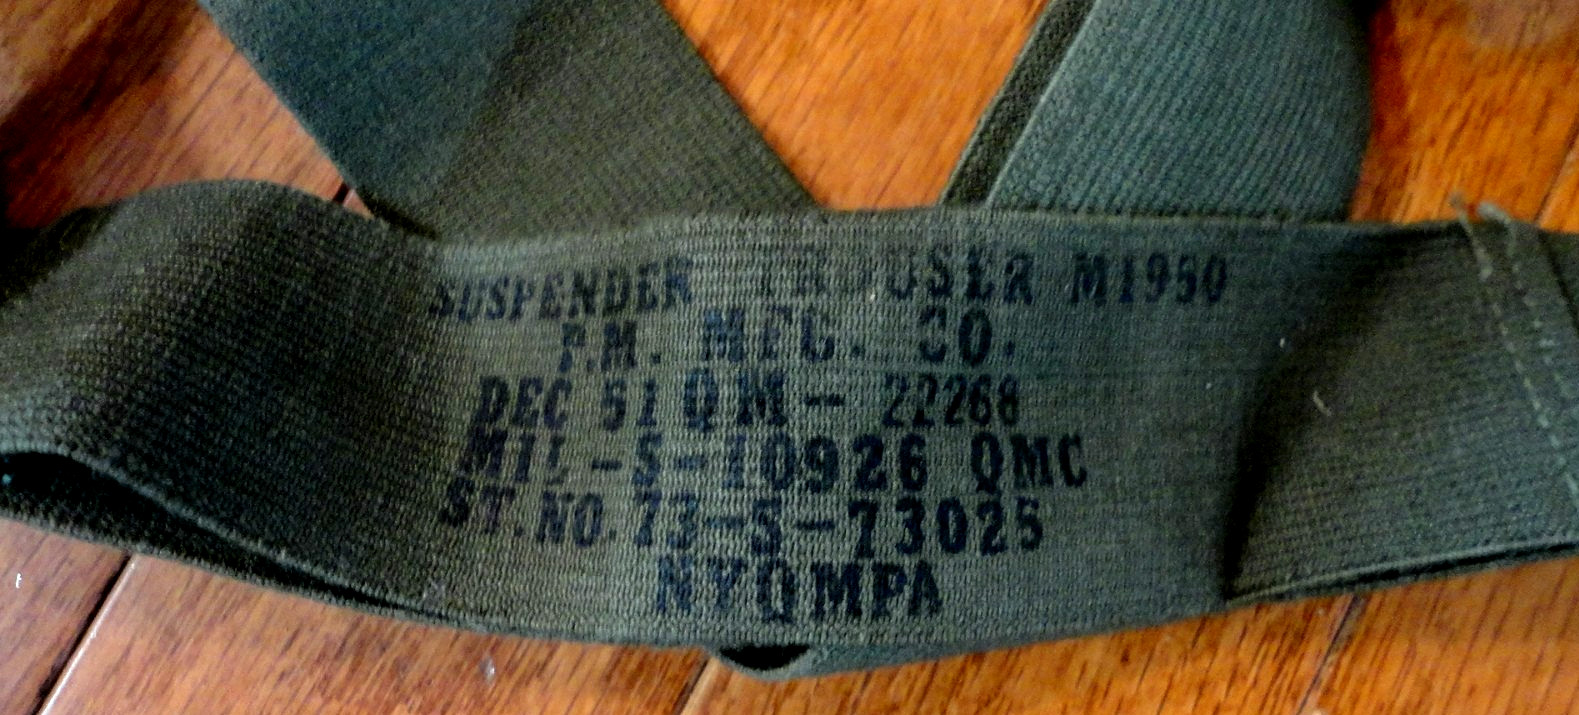 SUSPENDER TROUSER M1950
P.M. MFG. CO.
DEC 51 QM- 22268
MIL-S-10926 QMC
ST.NO.73-S-73025
NYQMPA